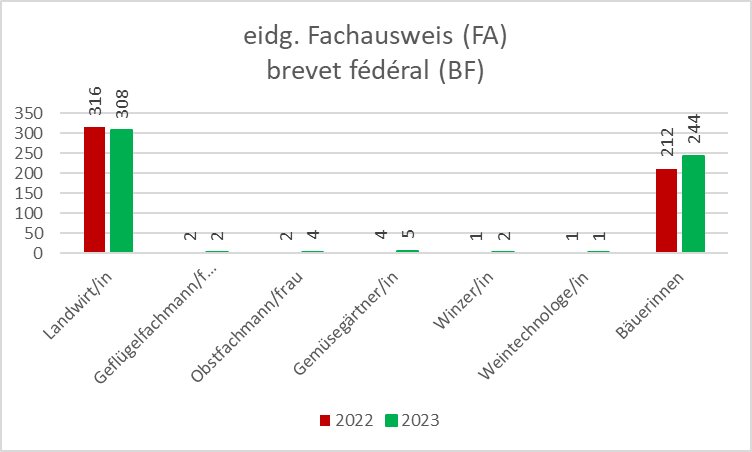 eidg. Fachausweis (FA)
brevet fédéral (BF)
350
300
250
200
150
100
50
0
316
308
2
2
2
4
4
5
1
2
1
1
212
244
Landwirt/in
Geflügelfachmann/f...
Obstfachmann/frau
Gemüsegärtner/in
Winzer/in
Weintechnologe/in
Bäuerinnen
2022
2023